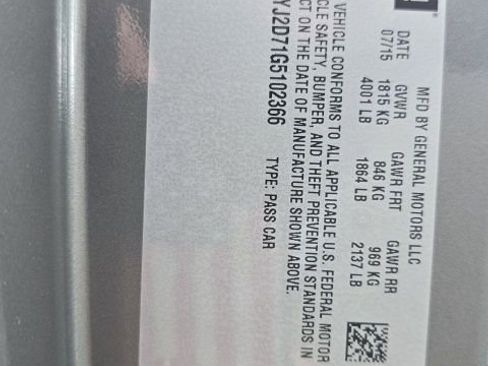 MFD BY GENERAL MOTORS LLC
DATE GVWR GAWR FRT GAWR RR
07/15 1815 KG 846 KG 969 KG
4001 LB 1864 LB 2137 LB
VEHICLE CONFORMS TO ALL APPLICABLE U.S. FEDERAL MOTOR
CLE SAFETY, BUMPER, AND THEFT PREVENTION STANDARDS IN
CT ON THE DATE OF MANUFACTURE SHOWN ABOVE.
YJ2D71G5102366 TYPE: PASS CAR